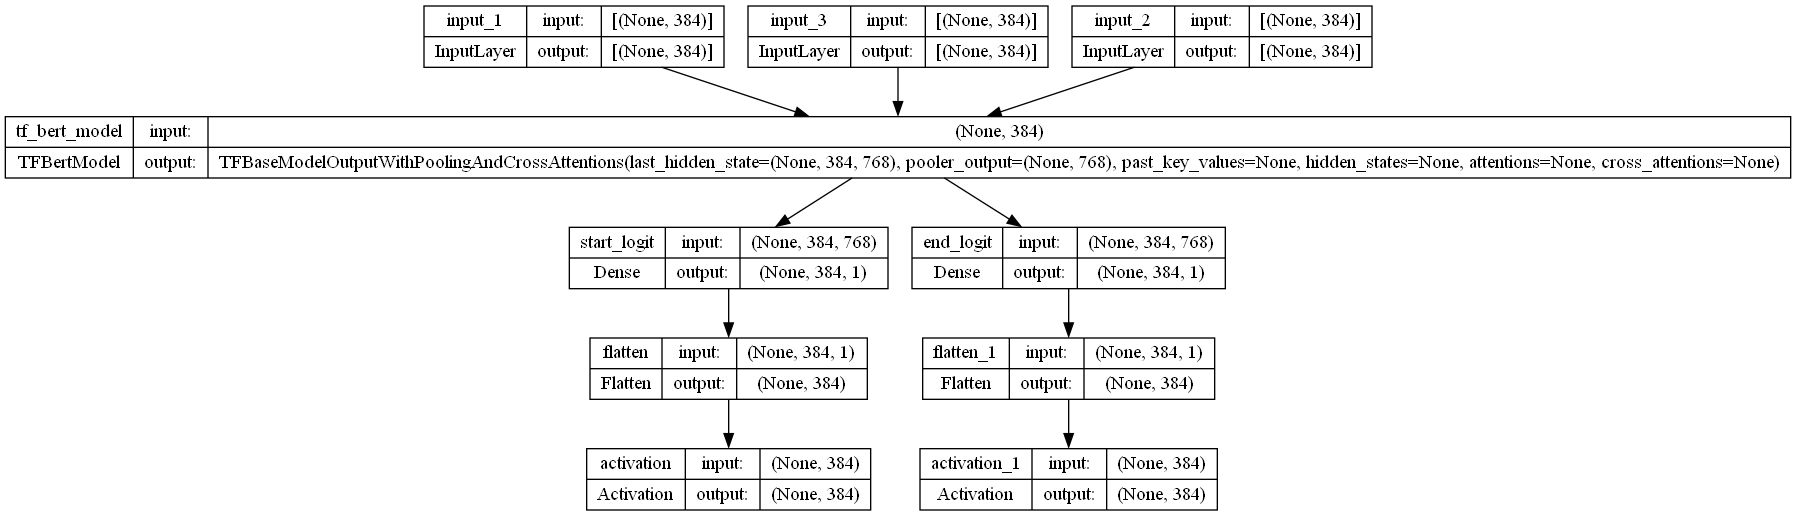 input_1 input: [(None, 384)] input_3 input: [(None, 384)] input_2 input: [(None, 384)]
InputLayer output: [(None, 384)] InputLayer output: [(None, 384)] InputLayer output: [(None, 384)]
tf_bert_model input: (None, 384)
TFBertModel output: TFBaseModelOutputWithPoolingAndCrossAttentions(last_hidden_state=(None, 384, 768), pooler_output=(None, 768), past_key_values=None, hidden_states=None, attentions=None, cross_attentions=None)
start_logit input: (None, 384, 768) end_logit input: (None, 384, 768)
Dense output: (None, 384, 1) Dense output: (None, 384, 1)
flatten input: (None, 384, 1) flatten_1 input: (None, 384, 1)
Flatten output: (None, 384) Flatten output: (None, 384)
activation input: (None, 384) activation_1 input: (None, 384)
Activation output: (None, 384) Activation output: (None, 384)